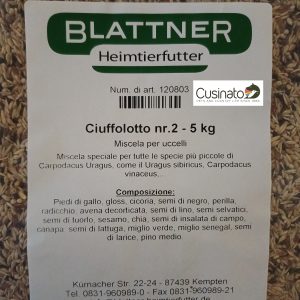 BLATTNER
Heimtierfutter
Num. di art. 120803
Cusinato
Ciuffolotto nr.2 - 5 kg
Miscela per uccelli
Miscela speciale per tutte le specie più piccole di
Carpodacus Uragus, come il Uragus sibiricus, Carpodacus
vinaceus,...
Composizione:
Piedi di gallo, gloss, cicoria, semi di negro, perilla,
radicchio, avena decorticata, semi di lino, semi selvatici,
semi di tuorlo, sesamo, chia, semi di insalata di campo,
canapa, semi di lattuga, miglio verde, miglio senegal, semi
di larice, pino medio.
Kumacher Str. 22-24 - 87439 Kempten
Tel. 0831-960989-0 - Fax 0831-960989-21